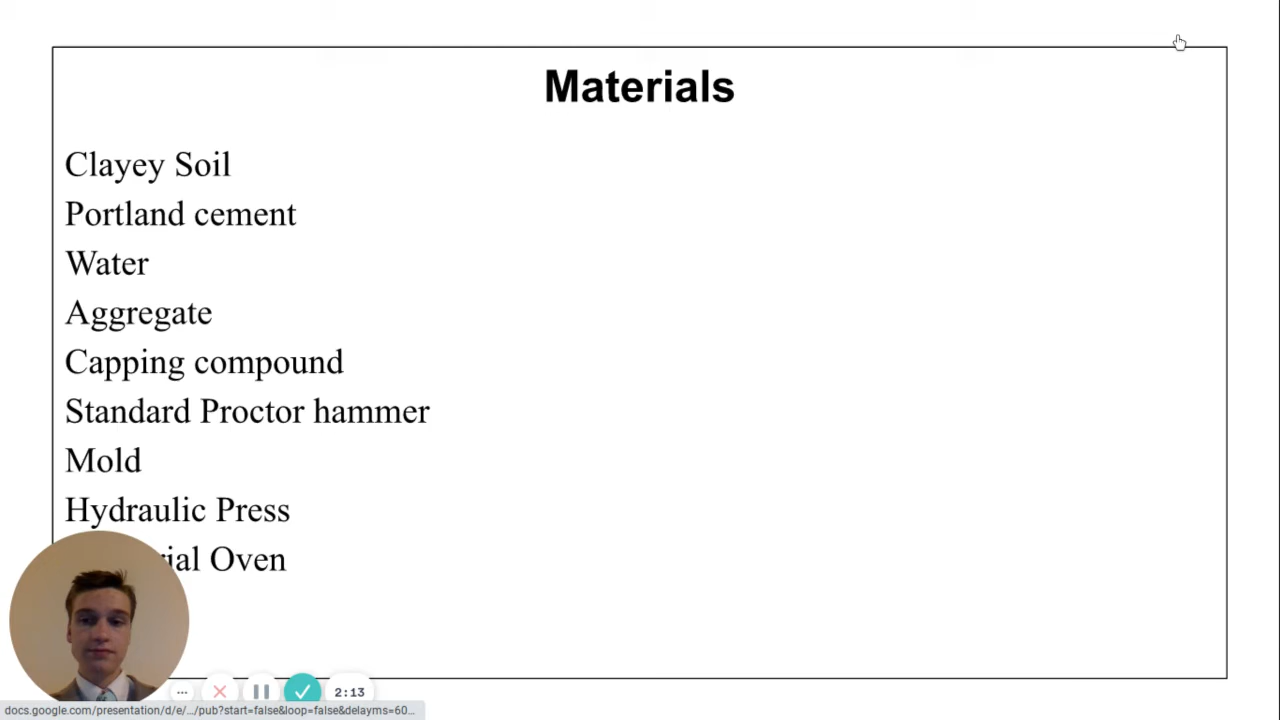 Materials
Clayey Soil
Portland cement
Water
Aggregate
Capping compound
Standard Proctor hammer
Mold
Hydraulic Press
Oven
2:13
docs.google.com/presentation/d/e/.../pub?start=false&loop=false&delayms=60...